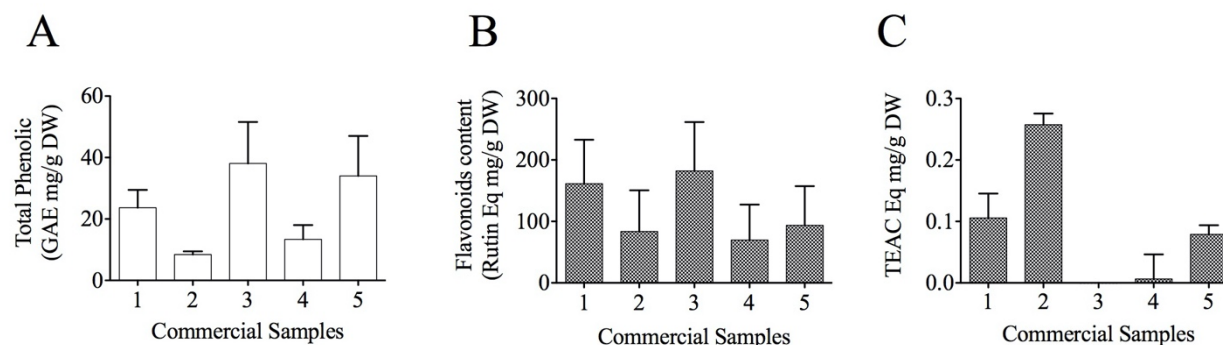 A
Total Phenolic
(GAE mg/g DW)
60
40
20
0
1 2 3 4 5
Commercial Samples
B
Flavonoids content
(Rutin Eq mg/g DW)
300
200
100
0
1 2 3 4 5
Commercial Samples
C
TEAC Eq mg/g DW
0.3
0.2
0.1
0.0
1 2 3 4 5
Commercial Samples